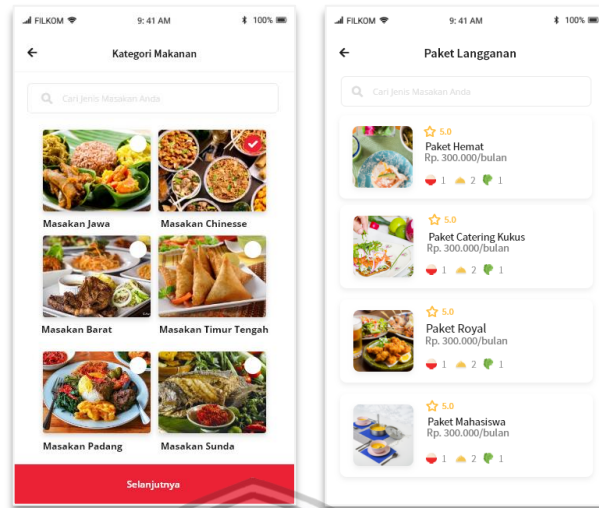 FILKOM 9: 41 AM 100%
Kategori Makanan
Cari Jenis Masakan Anda
Masakan Jawa Masakan Chinesse
Masakan Barat Masakan Timur Tengah
Masakan Padang Masakan Sunda
Selanjutnya
FILKOM 9: 41 AM 100%
Paket Langganan
Cari Jenis Masakan Anda
5.0
Paket Hemat
Rp. 300.000/bulan
1 2 1
5.0
Paket Catering Kukus
Rp. 300.000/bulan
1 2 1
5.0
Paket Royal
Rp. 300.000/bulan
1 2 1
5.0
Paket Mahasiswa
Rp. 300.000/bulan
1 2 1